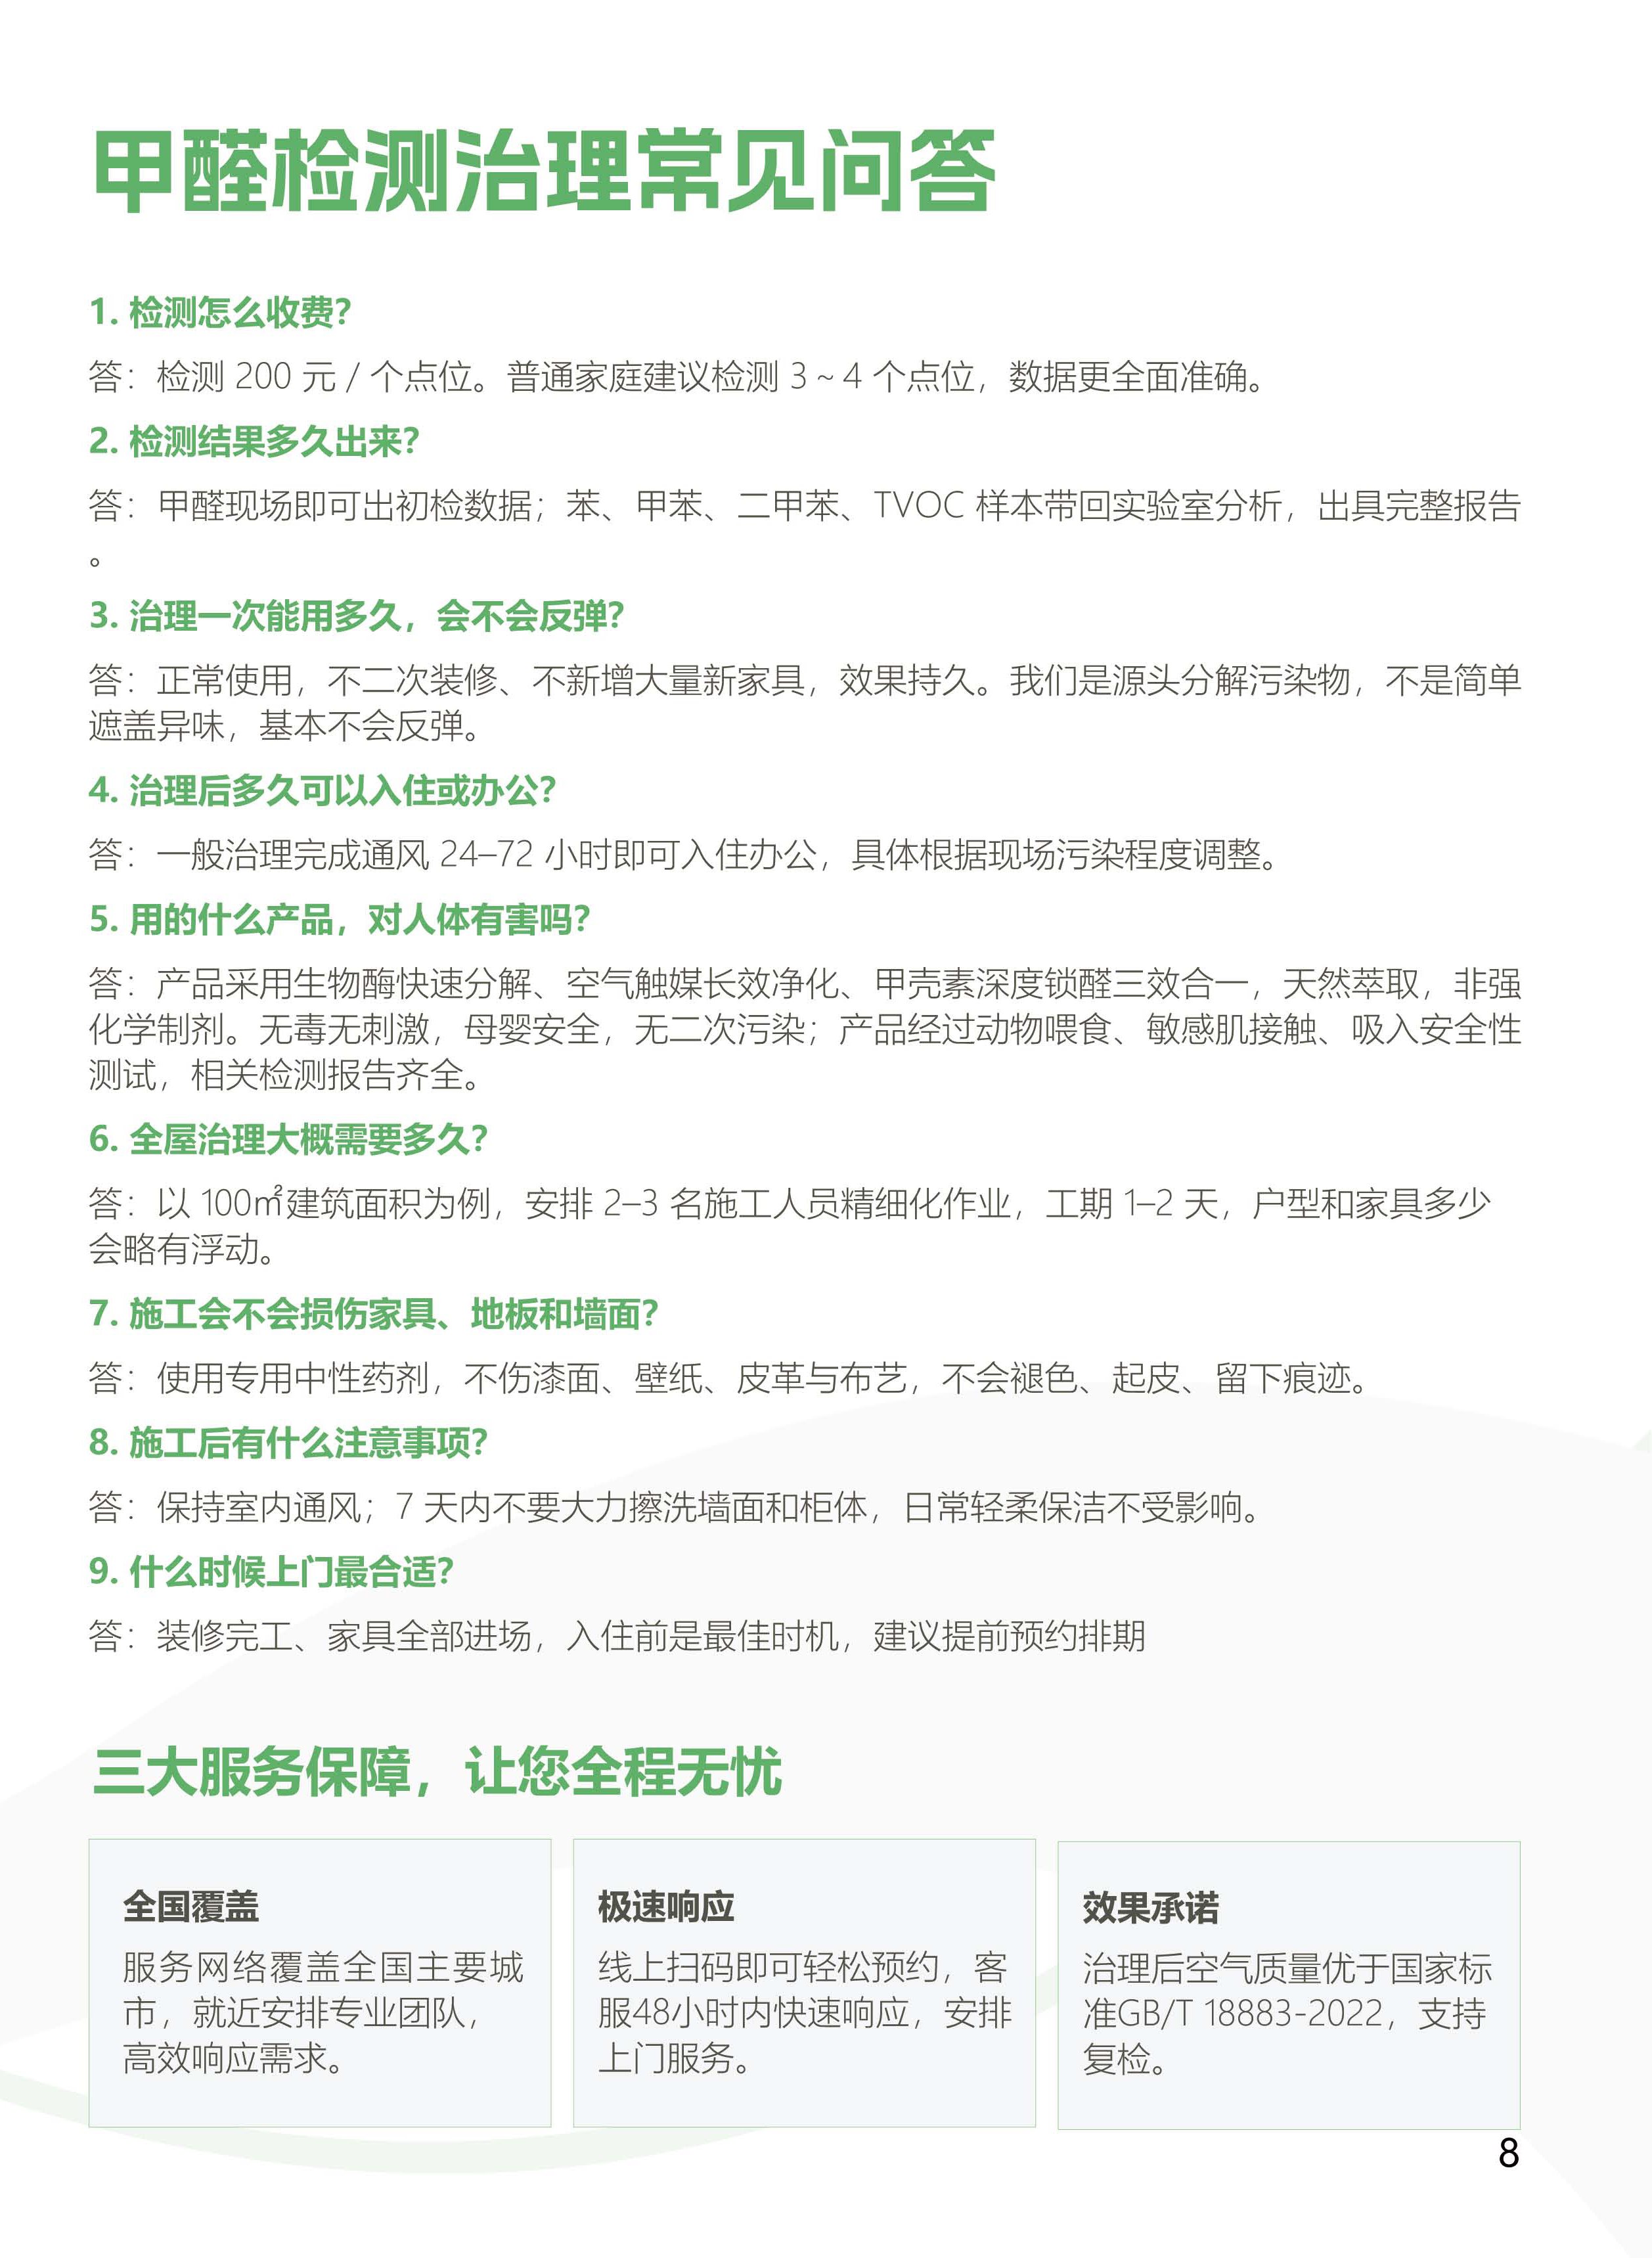 甲醛检测治理常见问答
1. 检测怎么收费？
答：检测 200 元 / 个点位。普通家庭建议检测 3 ~ 4 个点位，数据更全面准确。
2. 检测结果多久出来？
答：甲醛现场即可出初检数据；苯、甲苯、二甲苯、TVOC 样本带回实验室分析，出具完整报告
。
3. 治理一次能用多久，会不会反弹？
答：正常使用，不二次装修、不新增大量新家具，效果持久。我们是源头分解污染物，不是简单
遮盖异味，基本不会反弹。
4. 治理后多久可以入住或办公？
答：一般治理完成通风 24–72 小时即可入住办公，具体根据现场污染程度调整。
5. 用的什么产品，对人体有害吗？
答：产品采用生物酶快速分解、空气触媒长效净化、甲壳素深度锁醛三效合一，天然萃取，非强
化学制剂。无毒无刺激，母婴安全，无二次污染；产品经过动物喂食、敏感肌接触、吸入安全性
测试，相关检测报告齐全。
6. 全屋治理大概需要多久？
答：以 100㎡建筑面积为例，安排 2–3 名施工人员精细化作业，工期 1–2 天，户型和家具多少
会略有浮动。
7. 施工会不会损伤家具、地板和墙面？
答：使用专用中性药剂，不伤漆面、壁纸、皮革与布艺，不会褪色、起皮、留下痕迹。
8. 施工后有什么注意事项？
答：保持室内通风；7 天内不要大力擦洗墙面和柜体，日常轻柔保洁不受影响。
9. 什么时候上门最合适？
答：装修完工、家具全部进场，入住前是最佳时机，建议提前预约排期
三大服务保障，让您全程无忧
全国覆盖
服务网络覆盖全国主要城
市，就近安排专业团队，
高效响应需求。
极速响应
线上扫码即可轻松预约，客
服48小时内快速响应，安排
上门服务。
效果承诺
治理后空气质量优于国家标
准GB/T 18883-2022，支持
复检。
8